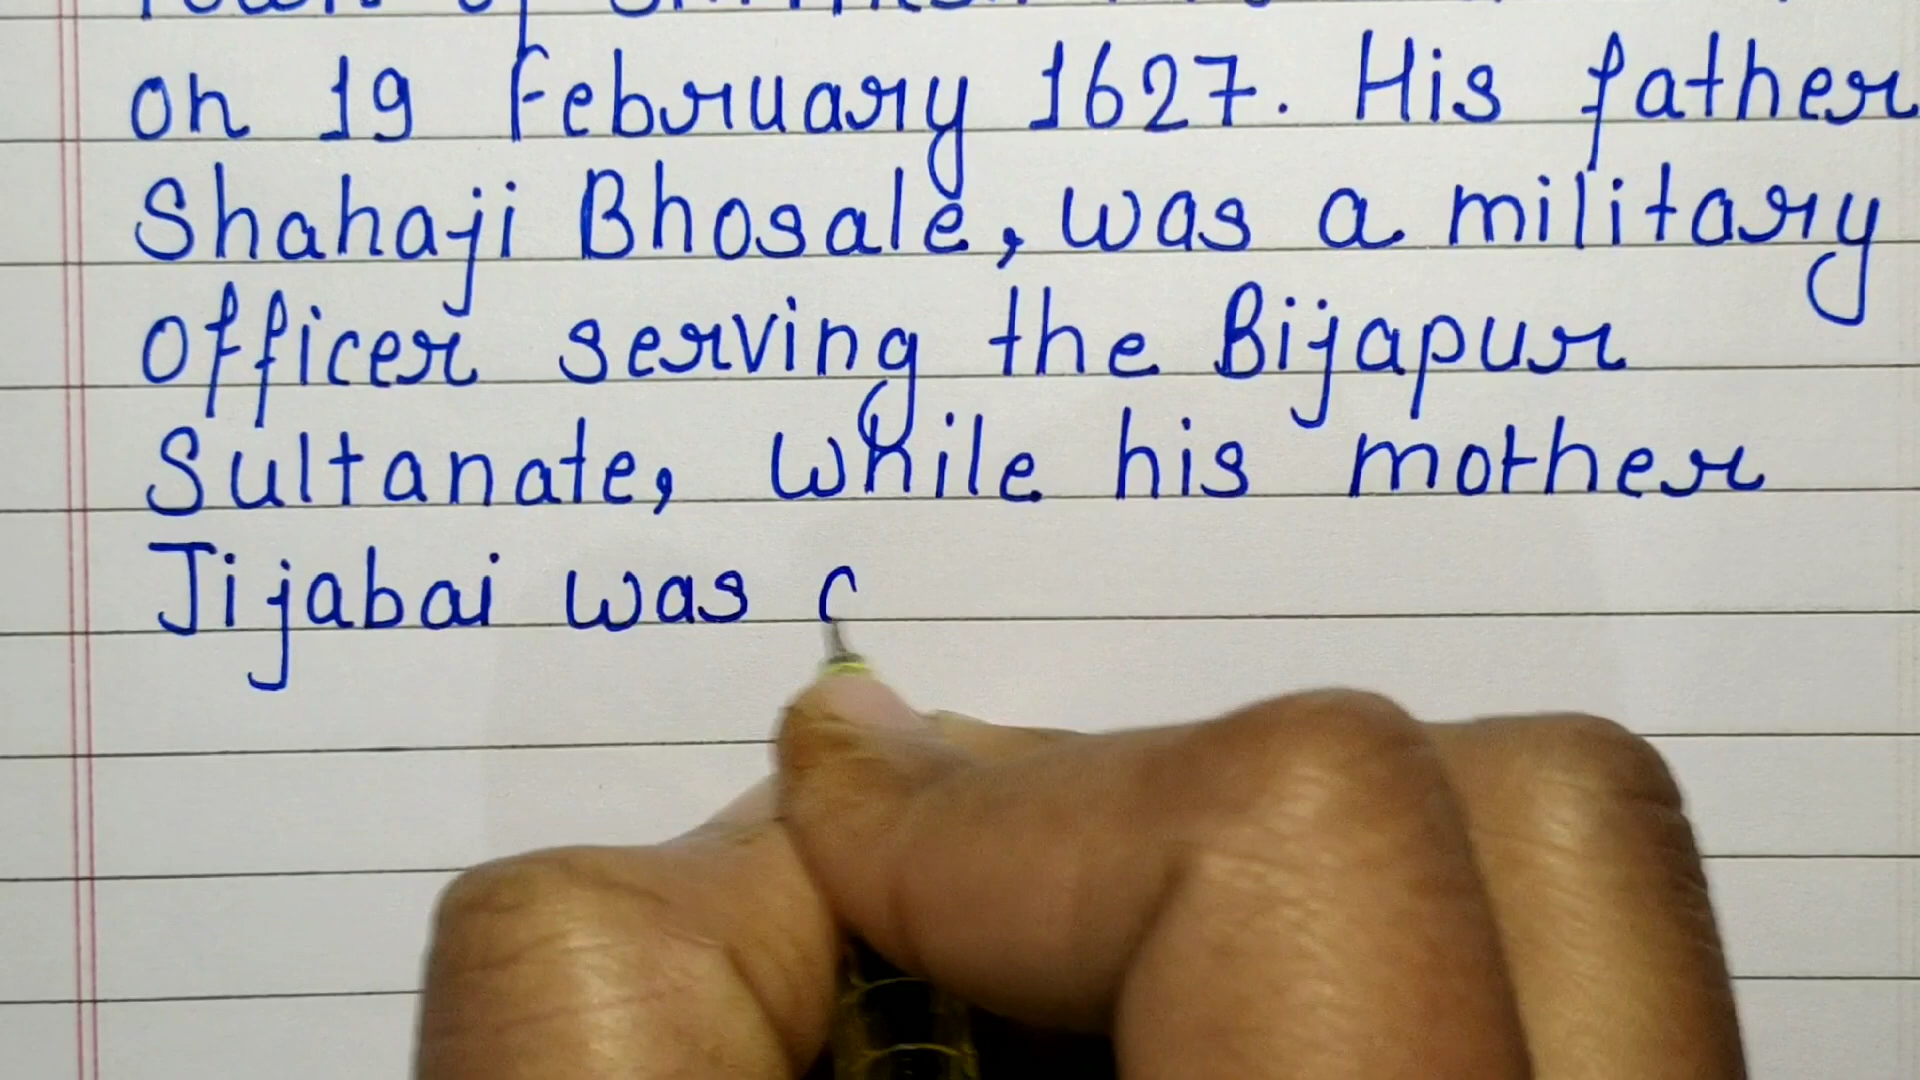 on 19 February 1627. His father
Shahaji Bhosale, was a military
officer serving the Bijapur
Sultanate, while his mother
Jijabai was